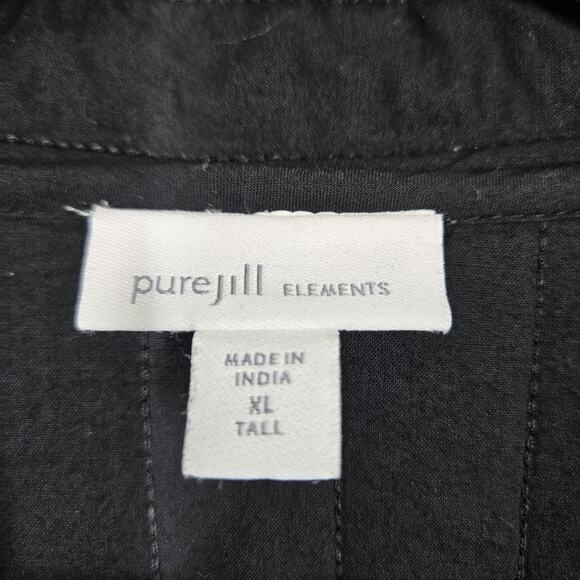 purejill ELEMENTS
MADE IN
INDIA
XL
TALL